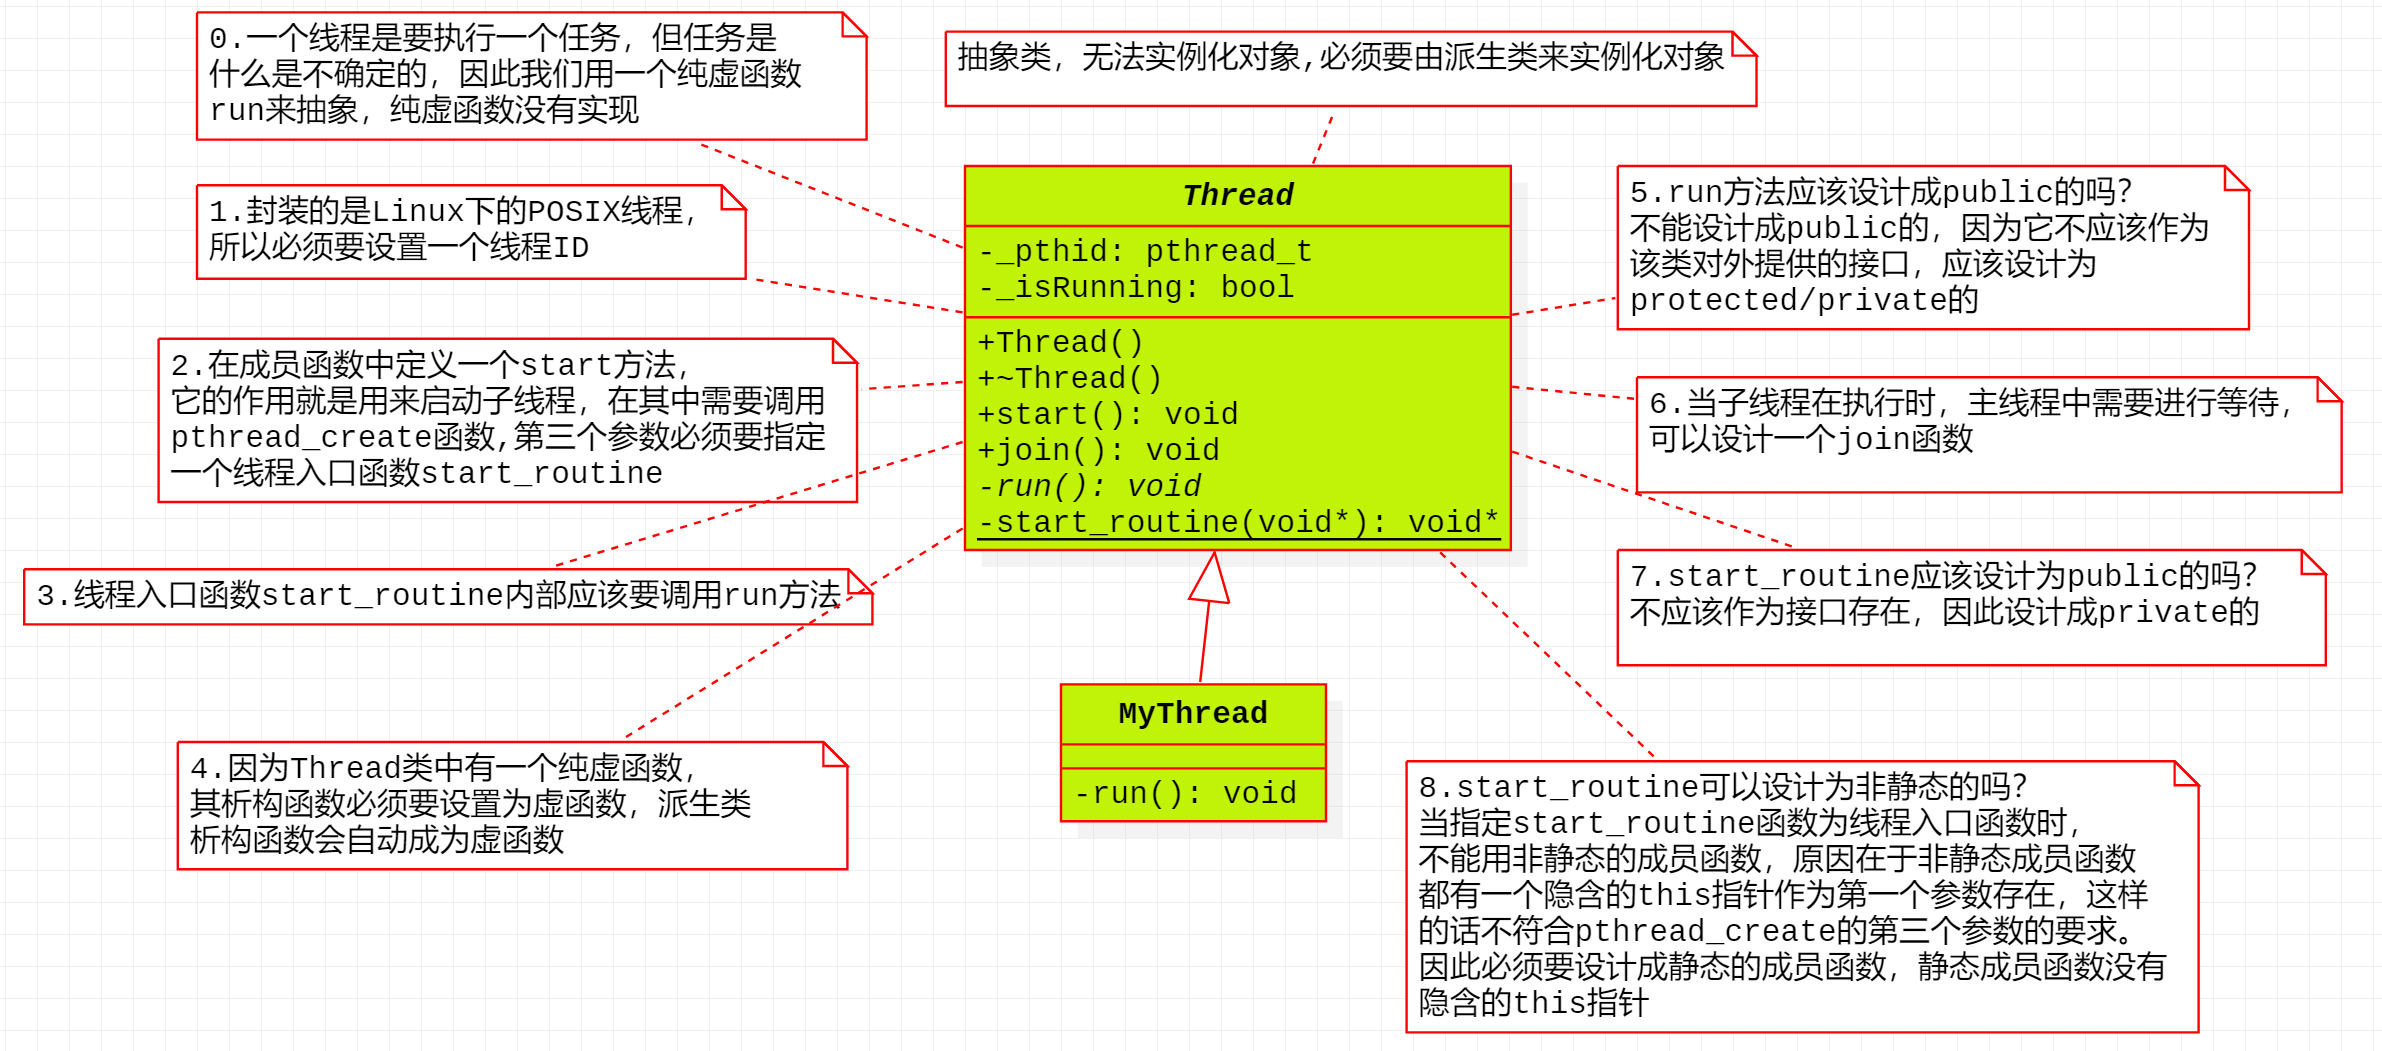 0.一个线程是要执行一个任务，但任务是
什么是不确定的，因此我们用一个纯虚函数
run来抽象，纯虚函数没有实现
抽象类，无法实例化对象,必须要由派生类来实例化对象
1.封装的是Linux下的POSIX线程，
所以必须要设置一个线程ID
2.在成员函数中定义一个start方法，
它的作用就是用来启动子线程，在其中需要调用
pthread_create函数,第三个参数必须要指定
一个线程入口函数start_routine
3.线程入口函数start_routine内部应该要调用run方法
4.因为Thread类中有一个纯虚函数，
其析构函数必须要设置为虚函数，派生类
析构函数会自动成为虚函数
Thread
-_pthid: pthread_t
-_isRunning: bool
+Thread()
+~Thread()
+start(): void
+join(): void
-run(): void
-start_routine(void*): void*
MyThread
-run(): void
5.run方法应该设计成public的吗？
不能设计成public的，因为它不应该作为
该类对外提供的接口，应该设计为
protected/private的
6.当子线程在执行时，主线程中需要进行等待，
可以设计一个join函数
7.start_routine应该设计为public的吗？
不应该作为接口存在，因此设计成private的
8.start_routine可以设计为非静态的吗？
当指定start_routine函数为线程入口函数时，
不能用非静态的成员函数，原因在于非静态成员函数
都有一个隐含的this指针作为第一个参数存在，这样
的话不符合pthread_create的第三个参数的要求。
因此必须要设计成静态的成员函数，静态成员函数没有
隐含的this指针